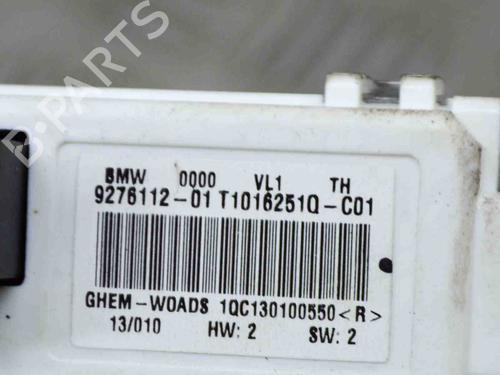 B PARTS
BMW 0000 VL1 TH
9276112-01 T1016251Q-C01
GHEM-WOADS 1QC130100550<R>
13/010 HW: 2 SW: 2